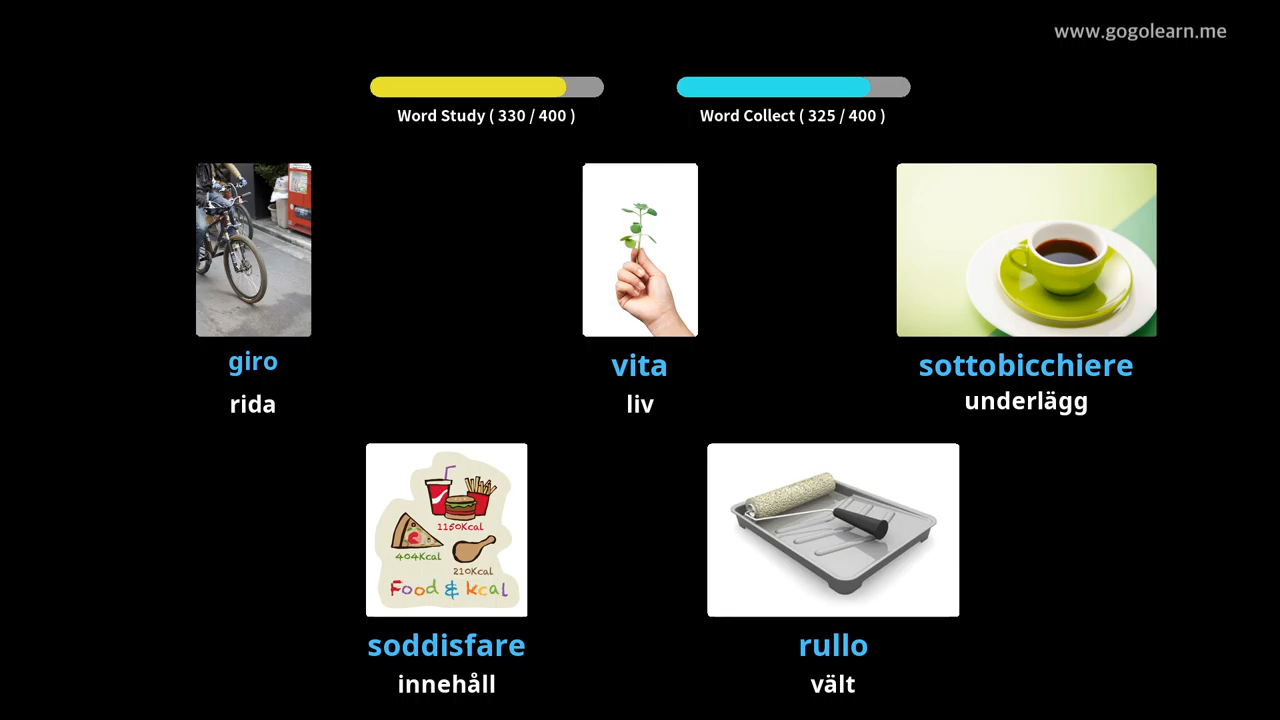 www.gogolearn.me
Word Study ( 330 / 400 )
Word Collect ( 325 / 400 )
giro
rida
vita
liv
sottobicchiere
underlägg
1150Kcal
404Kcal
210Kcal
Food & kcal
soddisfare
innehåll
rullo
vält